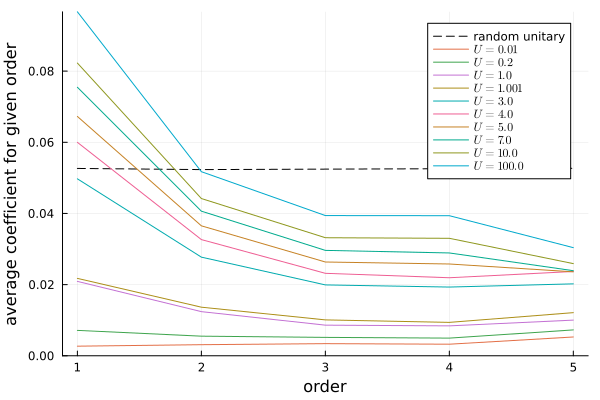 random unitary
U = 0.01
U = 0.2
U = 1.0
U = 1.001
U = 3.0
U = 4.0
U = 5.0
U = 7.0
U = 10.0
U = 100.0
0.08
0.06
0.04
0.02
0.00
1 2 3 4 5
order
average coefficient for given order